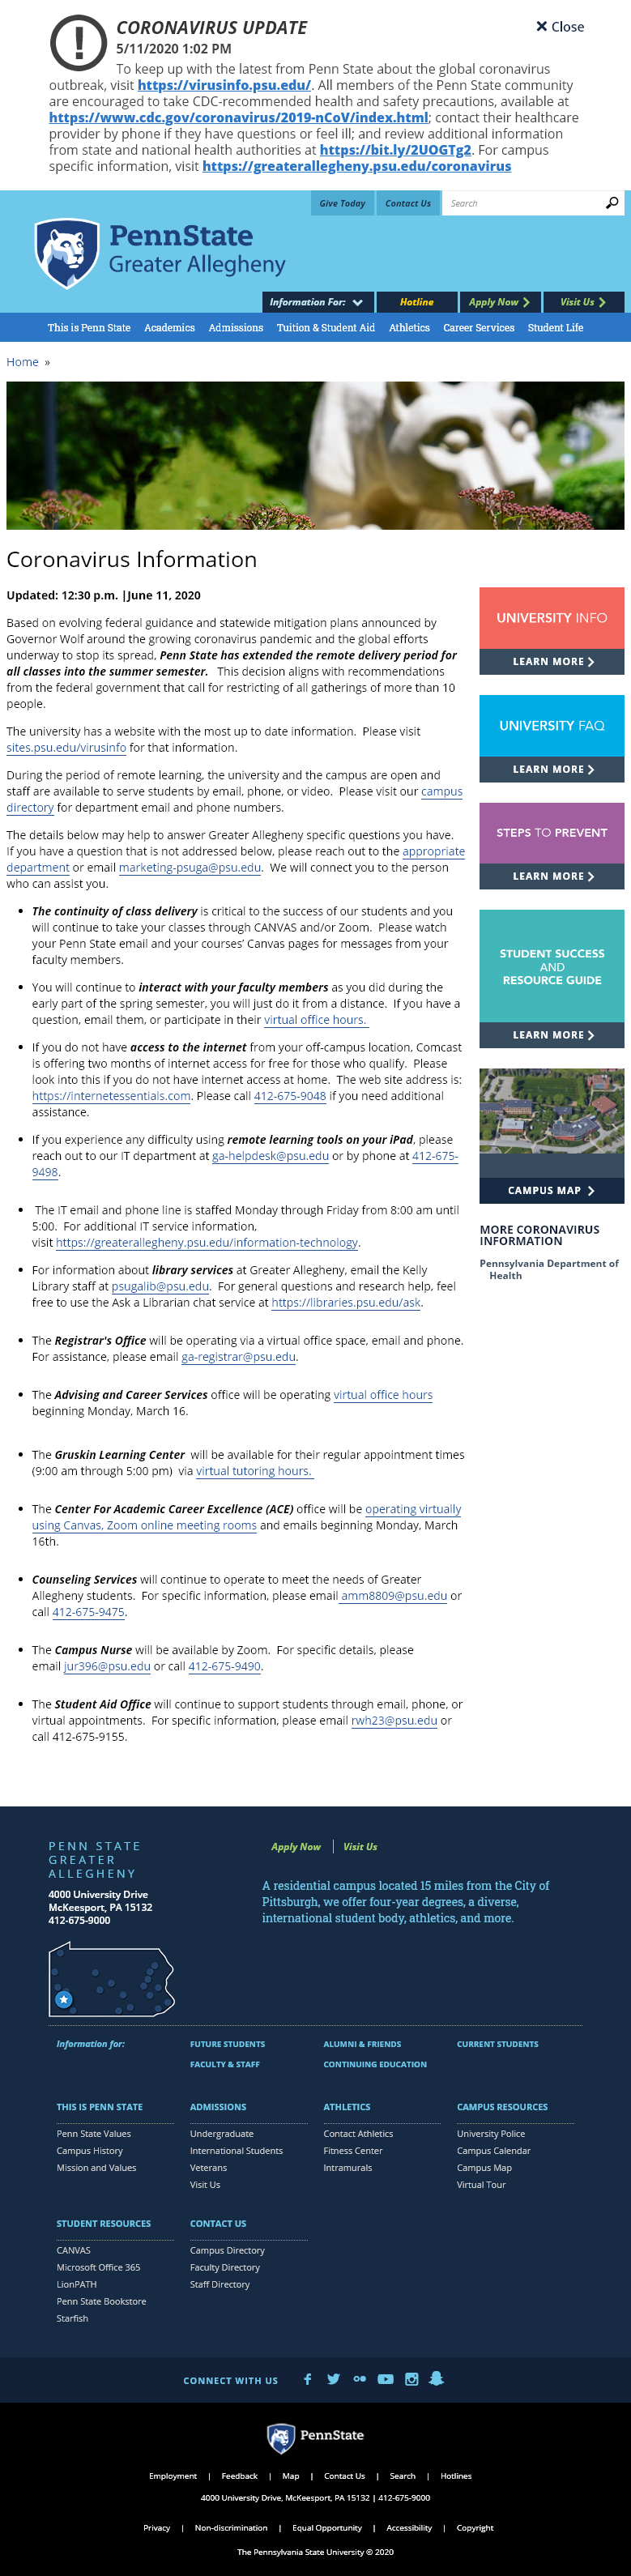 CORONAVIRUS UPDATE
Close
5/11/2020 1:02 PM
To keep up with the latest from Penn State about the global coronavirus
outbreak, visit https://virusinfo.psu.edu/. All members of the Penn State community
are encouraged to take CDC-recommended health and safety precautions, available at
https://www.cdc.gov/coronavirus/2019-nCoV/index.html; contact their healthcare
provider by phone if they have questions or feel ill; and review additional information
from state and national health authorities at https://bit.ly/2UOGTg2. For campus
specific information, visit https://greaterallegheny.psu.edu/coronavirus
Give Today
Contact Us
Search
PennState
Greater Allegheny
Information For:
Hotline
Apply Now
Visit Us
This is Penn State Academics Admissions Tuition & Student Aid Athletics Career Services Student Life
Home »
Coronavirus Information
Updated: 12:30 p.m. |June 11, 2020
Based on evolving federal guidance and statewide mitigation plans announced by
Governor Wolf around the growing coronavirus pandemic and the global efforts
underway to stop its spread, Penn State has extended the remote delivery period for
all classes into the summer semester. This decision aligns with recommendations
from the federal government that call for restricting of all gatherings of more than 10
people.
The university has a website with the most up to date information. Please visit
sites.psu.edu/virusinfo for that information.
During the period of remote learning, the university and the campus are open and
staff are available to serve students by email, phone, or video. Please visit our campus
directory for department email and phone numbers.
The details below may help to answer Greater Allegheny specific questions you have.
If you have a question that is not addressed below, please reach out to the appropriate
department or email marketing-psuga@psu.edu. We will connect you to the person
who can assist you.
• The continuity of class delivery is critical to the success of our students and you
will continue to take your classes through CANVAS and/or Zoom. Please watch
your Penn State email and your courses’ Canvas pages for messages from your
faculty members.
• You will continue to interact with your faculty members as you did during the
early part of the spring semester, you will just do it from a distance. If you have a
question, email them, or participate in their virtual office hours.
• If you do not have access to the internet from your off-campus location, Comcast
is offering two months of internet access for free for those who qualify. Please
look into this if you do not have internet access at home. The web site address is:
https://internetessentials.com. Please call 412-675-9048 if you need additional
assistance.
• If you experience any difficulty using remote learning tools on your iPad, please
reach out to our IT department at ga-helpdesk@psu.edu or by phone at 412-675-
9498.
• The IT email and phone line is staffed Monday through Friday from 8:00 am until
5:00. For additional IT service information,
visit https://greaterallegheny.psu.edu/information-technology.
• For information about library services at Greater Allegheny, email the Kelly
Library staff at psugalib@psu.edu. For general questions and research help, feel
free to use the Ask a Librarian chat service at https://libraries.psu.edu/ask.
• The Registrar's Office will be operating via a virtual office space, email and phone.
For assistance, please email ga-registrar@psu.edu.
• The Advising and Career Services office will be operating virtual office hours
beginning Monday, March 16.
• The Gruskin Learning Center will be available for their regular appointment times
(9:00 am through 5:00 pm) via virtual tutoring hours.
• The Center For Academic Career Excellence (ACE) office will be operating virtually
using Canvas, Zoom online meeting rooms and emails beginning Monday, March
16th.
• Counseling Services will continue to operate to meet the needs of Greater
Allegheny students. For specific information, please email amm8809@psu.edu or
call 412-675-9475.
• The Campus Nurse will be available by Zoom. For specific details, please
email jur396@psu.edu or call 412-675-9490.
• The Student Aid Office will continue to support students through email, phone, or
virtual appointments. For specific information, please email rwh23@psu.edu or
call 412-675-9155.
UNIVERSITY INFO
LEARN MORE
UNIVERSITY FAQ
LEARN MORE
STEPS TO PREVENT
LEARN MORE
STUDENT SUCCESS
AND
RESOURCE GUIDE
LEARN MORE
CAMPUS MAP
MORE CORONAVIRUS
INFORMATION
Pennsylvania Department of
Health
PENN STATE
GREATER
ALLEGHENY
4000 University Drive
McKeesport, PA 15132
412-675-9000
Apply Now
Visit Us
A residential campus located 15 miles from the City of
Pittsburgh, we offer four-year degrees, a diverse,
international student body, athletics, and more.
Information for:
FUTURE STUDENTS
ALUMNI & FRIENDS
CURRENT STUDENTS
FACULTY & STAFF
CONTINUING EDUCATION
THIS IS PENN STATE
Penn State Values
Campus History
Mission and Values
ADMISSIONS
Undergraduate
International Students
Veterans
Visit Us
ATHLETICS
Contact Athletics
Fitness Center
Intramurals
CAMPUS RESOURCES
University Police
Campus Calendar
Campus Map
Virtual Tour
STUDENT RESOURCES
CANVAS
Microsoft Office 365
LionPATH
Penn State Bookstore
Starfish
CONTACT US
Campus Directory
Faculty Directory
Staff Directory
CONNECT WITH US
PennState
Employment | Feedback | Map | Contact Us | Search | Hotlines
4000 University Drive, McKeesport, PA 15132 | 412-675-9000
Privacy | Non-discrimination | Equal Opportunity | Accessibility | Copyright
The Pennsylvania State University © 2020